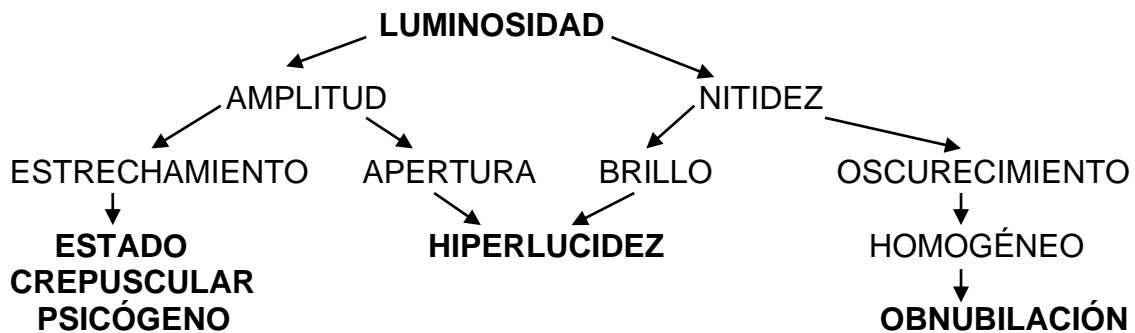 LUMINOSIDAD
AMPLITUD NITIDEZ
ESTRECHAMIENTO APERTURA BRILLO OSCURECIMIENTO
ESTADO HIPERLUCIDEZ HOMOGÉNEO
CREPUSCULAR
PSICÓGENO OBNUBILACIÓN